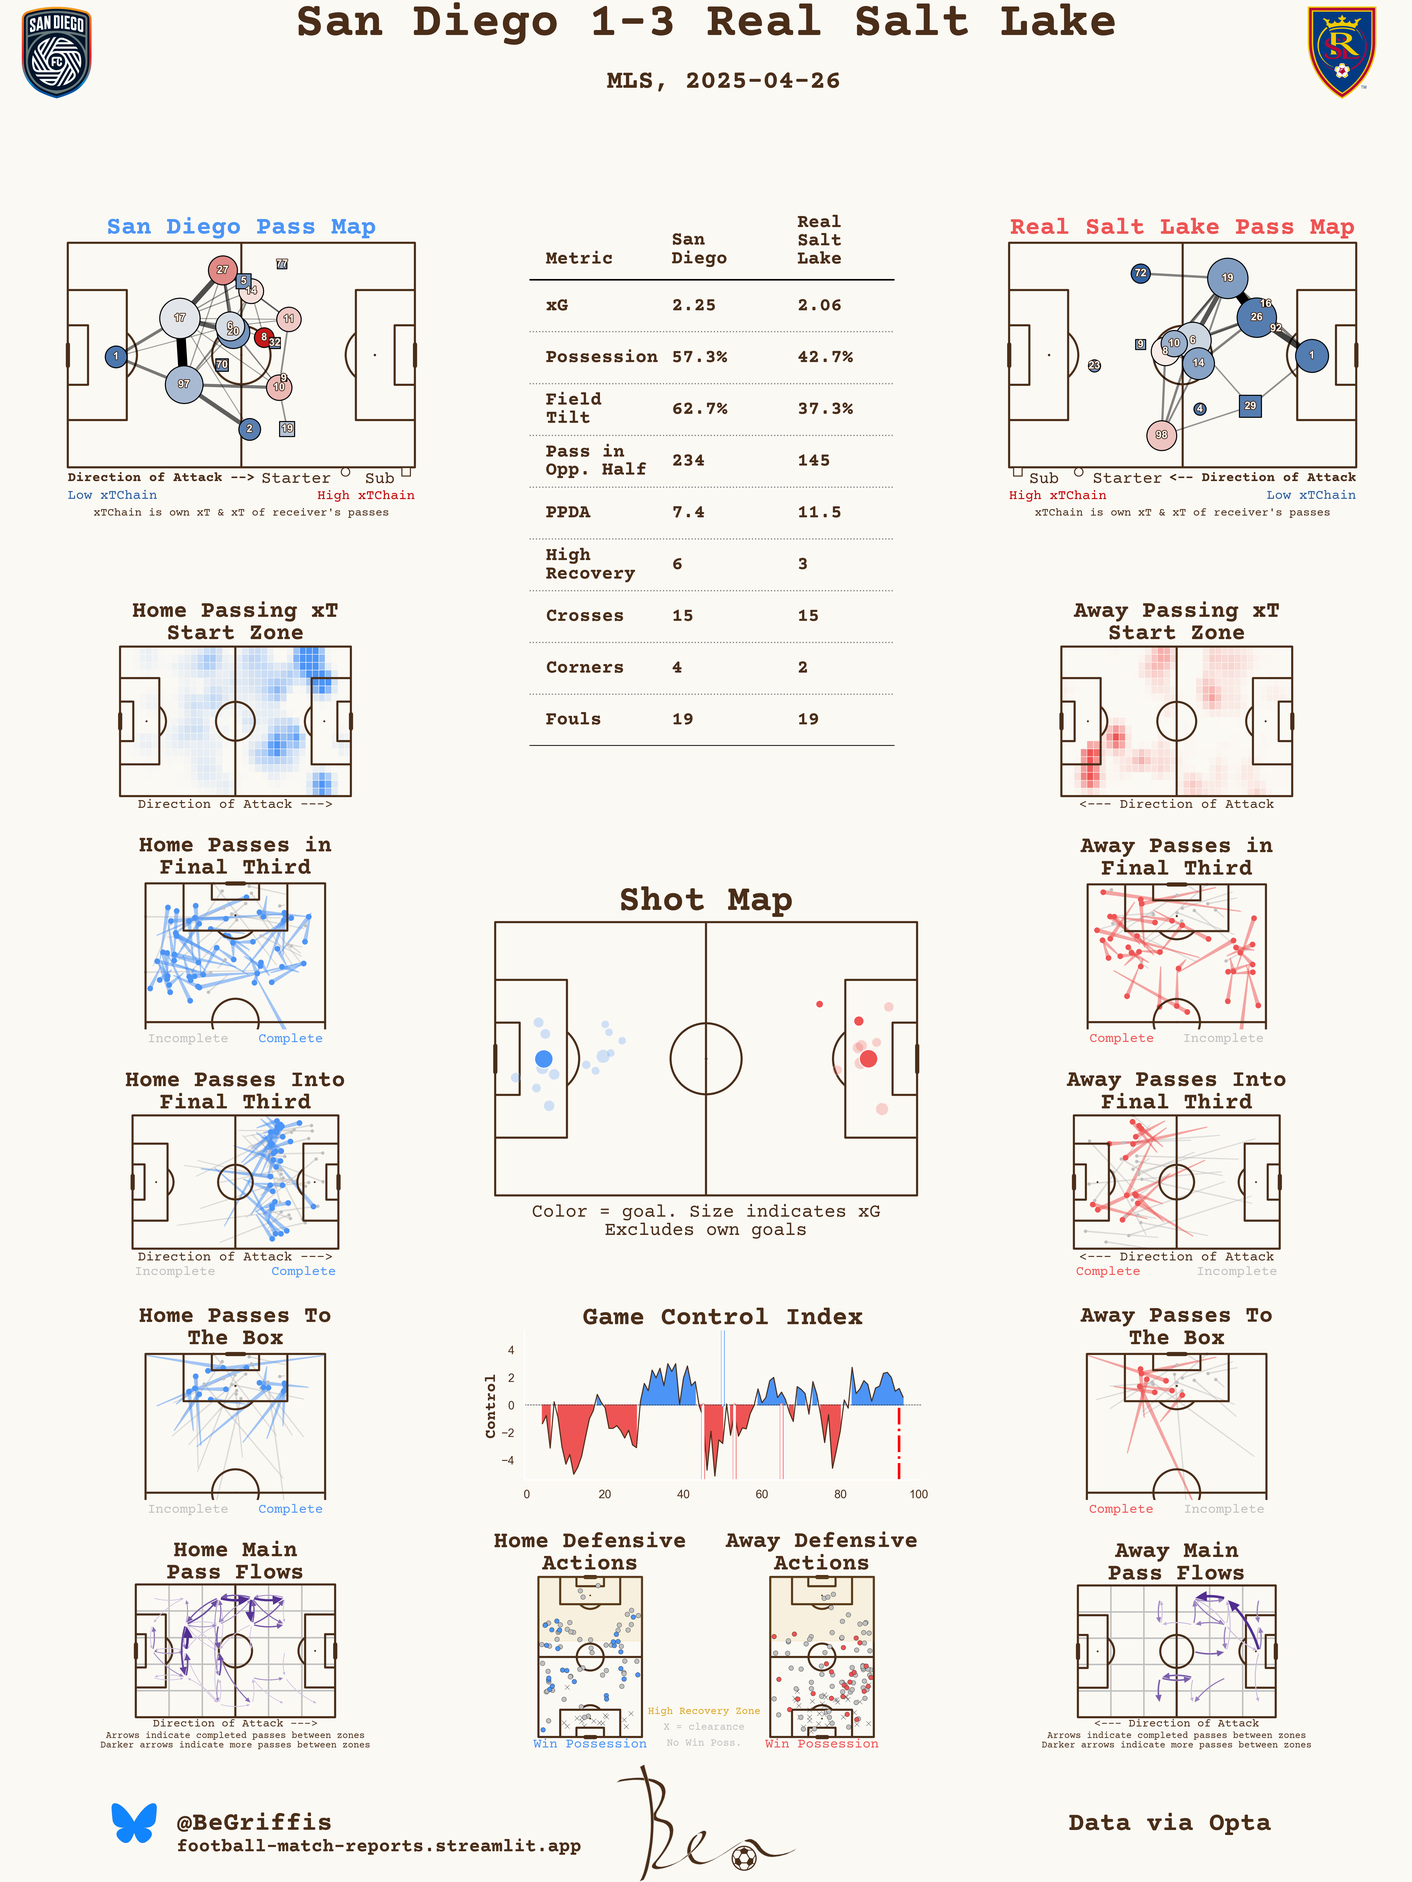 San Diego 1-3 Real Salt Lake
MLS, 2025-04-26
SAN DIEGO
FC
RSL
San Diego Pass Map
27
5
77
14
17
6
20
11
8
32
1
70
97
9
10
2
19
Direction of Attack --> Starter Sub
Low xTChain High xTChain
xTChain is own xT & xT of receiver's passes
Metric San Diego Real Salt Lake
xG 2.25 2.06
Possession 57.3% 42.7%
Field Tilt 62.7% 37.3%
Pass in Opp. Half 234 145
PPDA 7.4 11.5
High Recovery 6 3
Crosses 15 15
Corners 4 2
Fouls 19 19
Real Salt Lake Pass Map
72
19
16
26
92
9
10
6
8
1
23
14
4
29
98
Sub Starter <-- Direction of Attack
High xTChain Low xTChain
xTChain is own xT & xT of receiver's passes
Home Passing xT
Start Zone
Direction of Attack --->
Away Passing xT
Start Zone
<--- Direction of Attack
Home Passes in
Final Third
Incomplete Complete
Away Passes in
Final Third
Complete Incomplete
Shot Map
Color = goal. Size indicates xG
Excludes own goals
Home Passes Into
Final Third
Direction of Attack --->
Incomplete Complete
Away Passes Into
Final Third
<--- Direction of Attack
Complete Incomplete
Home Passes To
The Box
Incomplete Complete
Game Control Index
Control
4
2
0
−2
−4
0 20 40 60 80 100
Away Passes To
The Box
Complete Incomplete
Home Main
Pass Flows
Direction of Attack --->
Arrows indicate completed passes between zones
Darker arrows indicate more passes between zones
Home Defensive
Actions
Win Possession
Away Defensive
Actions
Win Possession
High Recovery Zone
X = clearance
No Win Poss.
Away Main
Pass Flows
<--- Direction of Attack
Arrows indicate completed passes between zones
Darker arrows indicate more passes between zones
@BeGriffis
football-match-reports.streamlit.app
Ben
Data via Opta